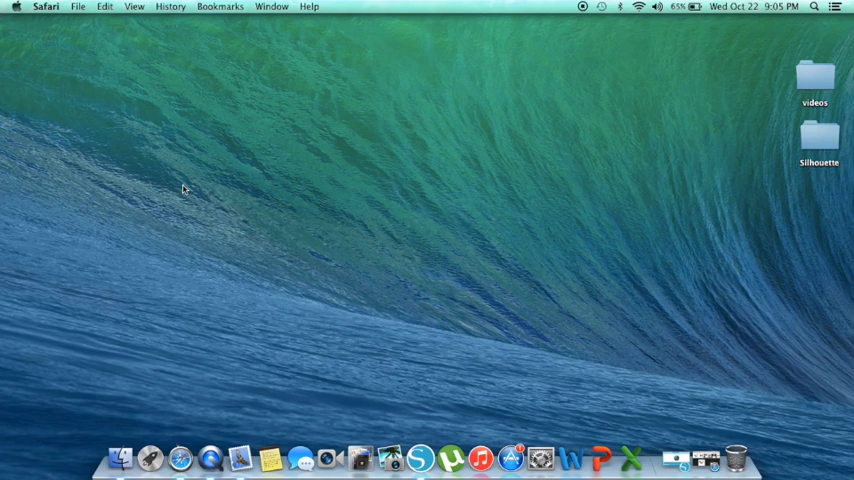 Safari File Edit View History Bookmarks Window Help 65% Wed Oct 22 9:05 PM
videos
Silhouette